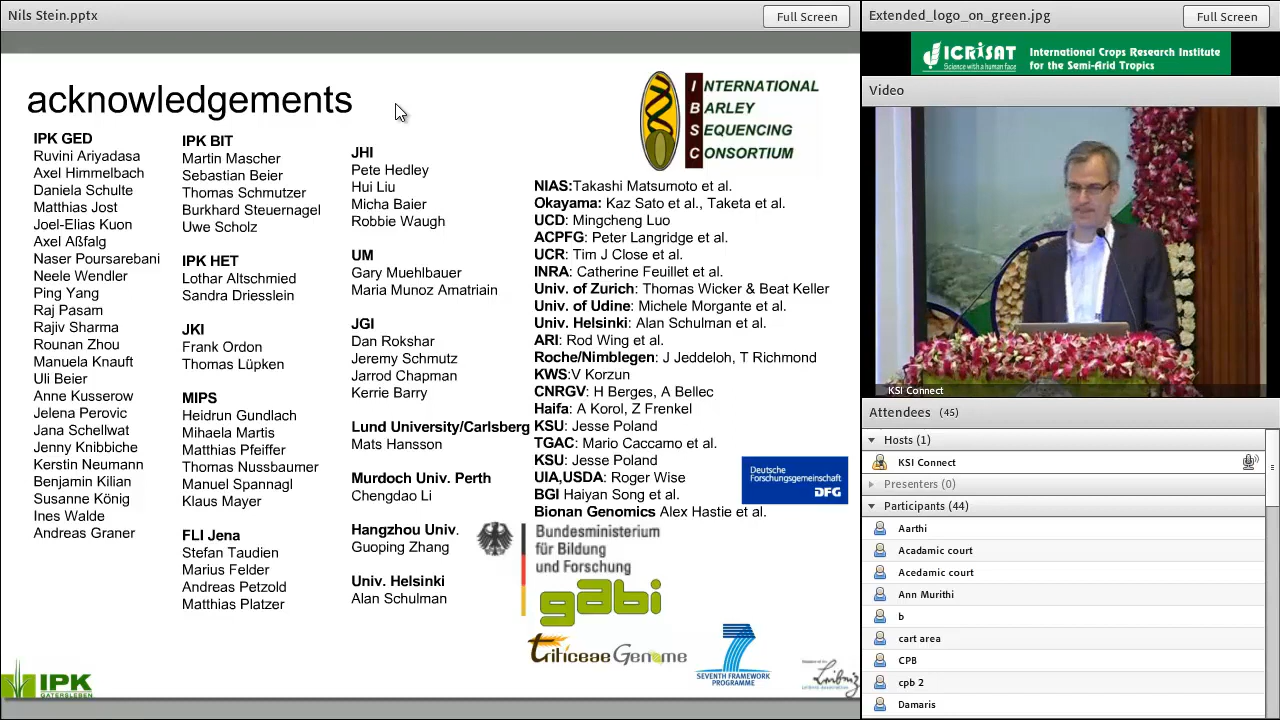 Nils Stein.pptx
Full Screen
acknowledgements
IPK GED
Ruvini Ariyadasa
Axel Himmelbach
Daniela Schulte
Matthias Jost
Joel-Elias Kuon
Axel Aßfalg
Naser Poursarebani
Neele Wendler
Ping Yang
Raj Pasam
Rajiv Sharma
Rounan Zhou
Manuela Knauft
Uli Beier
Anne Kusserow
Jelena Perovic
Jana Schellwat
Jenny Knibbiche
Kerstin Neumann
Benjamin Kilian
Susanne König
Ines Walde
Andreas Graner
IPK BIT
Martin Mascher
Sebastian Beier
Thomas Schmutzer
Burkhard Steuernagel
Uwe Scholz
IPK HET
Lothar Altschmied
Sandra Driesslein
JKI
Frank Ordon
Thomas Lüpken
MIPS
Heidrun Gundlach
Mihaela Martis
Matthias Pfeiffer
Thomas Nussbaumer
Manuel Spannagl
Klaus Mayer
FLI Jena
Stefan Taudien
Marius Felder
Andreas Petzold
Matthias Platzer
JHI
Pete Hedley
Hui Liu
Micha Baier
Robbie Waugh
UM
Gary Muehlbauer
Maria Munoz Amatriain
JGI
Dan Rokshar
Jeremy Schmutz
Jarrod Chapman
Kerrie Barry
Lund University/Carlsberg
Mats Hansson
Murdoch Univ. Perth
Chengdao Li
Hangzhou Univ.
Guoping Zhang
Univ. Helsinki
Alan Schulman
INTERNATIONAL
BARLEY
SEQUENCING
CONSORTIUM
NIAS:Takashi Matsumoto et al.
Okayama: Kaz Sato et al., Taketa et al.
UCD: Mingcheng Luo
ACPFG: Peter Langridge et al.
UCR: Tim J Close et al.
INRA: Catherine Feuillet et al.
Univ. of Zurich: Thomas Wicker & Beat Keller
Univ. of Udine: Michele Morgante et al.
Univ. Helsinki: Alan Schulman et al.
ARI: Rod Wing et al.
Roche/Nimblegen: J Jeddeloh, T Richmond
KWS:V Korzun
CNRGV: H Berges, A Bellec
Haifa: A Korol, Z Frenkel
KSU: Jesse Poland
TGAC: Mario Caccamo et al.
KSU: Jesse Poland
UIA,USDA: Roger Wise
BGI Haiyan Song et al.
Bionan Genomics Alex Hastie et al.
Deutsche
Forschungsgemeinschaft
DFG
Bundesministerium
für Bildung
und Forschung
gabi
TriticeaeGenome
7
SEVENTH FRAMEWORK
PROGRAMME
Leibniz
IPK
GATERSLEBEN
Extended_logo_on_green.jpg
Full Screen
ICRISAT
Science with a human face
International Crops Research Institute
for the Semi-Arid Tropics
Video
KSI Connect
Attendees (45)
Hosts (1)
KSI Connect
Presenters (0)
Participants (44)
Aarthi
Acadamic court
Acedamic court
Ann Murithi
b
cart area
CPB
cpb 2
Damaris